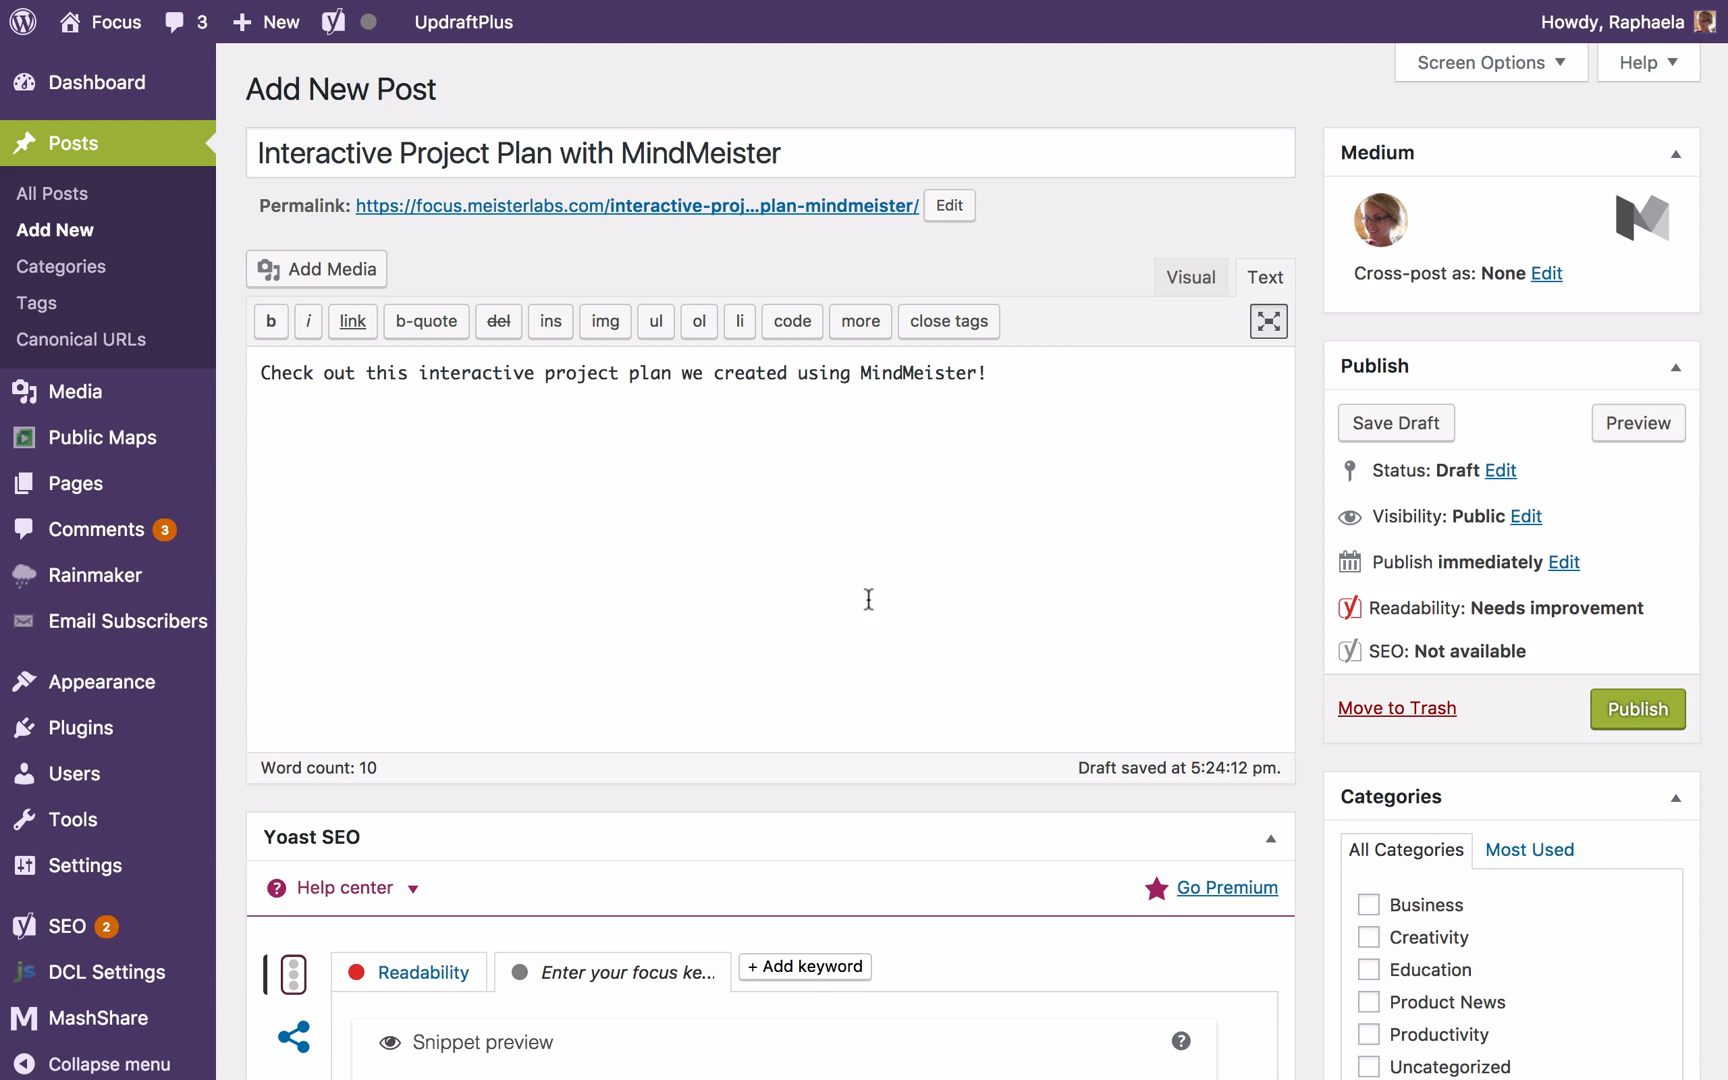 Focus
3
New
UpdraftPlus
Howdy, Raphaela
Dashboard
Posts
All Posts
Add New
Categories
Tags
Canonical URLs
Media
Public Maps
Pages
Comments 3
Rainmaker
Email Subscribers
Appearance
Plugins
Users
Tools
Settings
SEO 2
DCL Settings
MashShare
Collapse menu
Screen Options
Help
Add New Post
Interactive Project Plan with MindMeister
Permalink: https://focus.meisterlabs.com/interactive-proj...plan-mindmeister/ Edit
Add Media
Visual
Text
b
i
link
b-quote
del
ins
img
ul
ol
li
code
more
close tags
Check out this interactive project plan we created using MindMeister!
Word count: 10
Draft saved at 5:24:12 pm.
Yoast SEO
Help center
Go Premium
Readability
Enter your focus ke...
+ Add keyword
Snippet preview
Medium
Cross-post as: None Edit
Publish
Save Draft
Preview
Status: Draft Edit
Visibility: Public Edit
Publish immediately Edit
Readability: Needs improvement
SEO: Not available
Move to Trash
Publish
Categories
All Categories
Most Used
Business
Creativity
Education
Product News
Productivity
Uncategorized